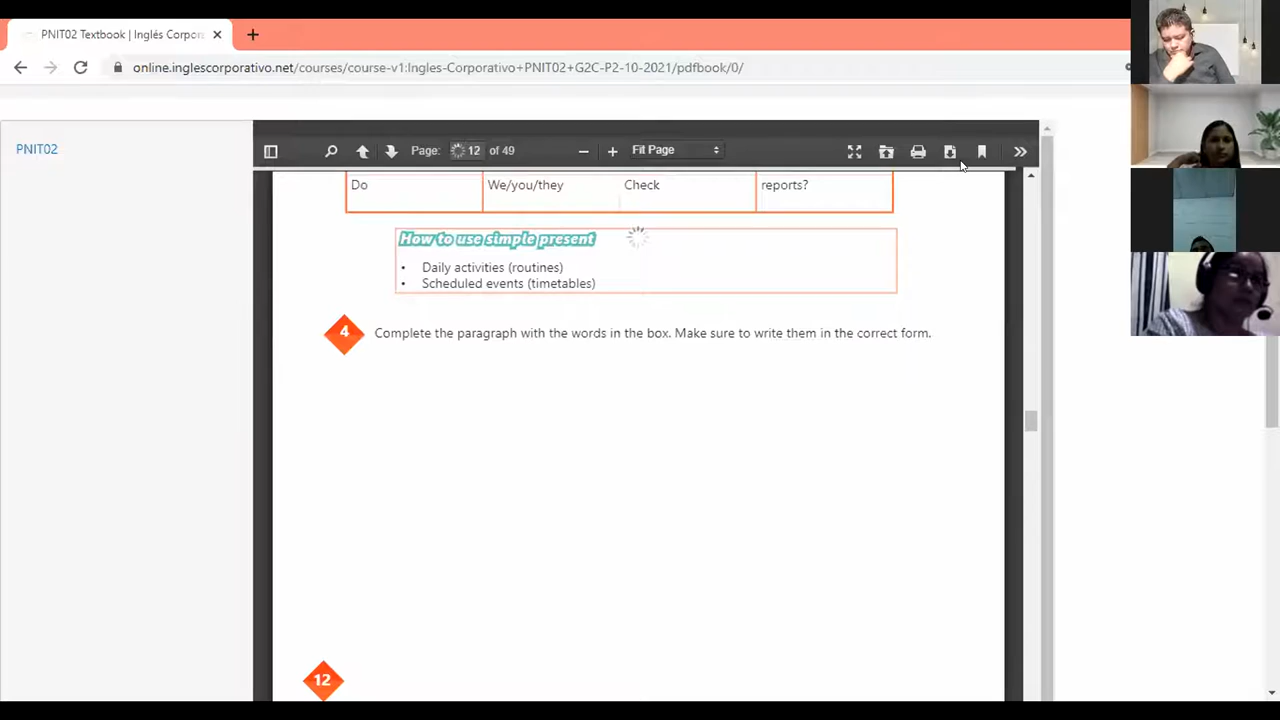 PNIT02 Textbook | Inglés Corpor
online.inglescorporativo.net/courses/course-v1:Ingles-Corporativo+PNIT02+G2C-P2-10-2021/pdfbook/0/
PNIT02
Page: 12 of 49
Fit Page
Do We/you/they Check reports?
How to use simple present
• Daily activities (routines)
• Scheduled events (timetables)
4 Complete the paragraph with the words in the box. Make sure to write them in the correct form.
12